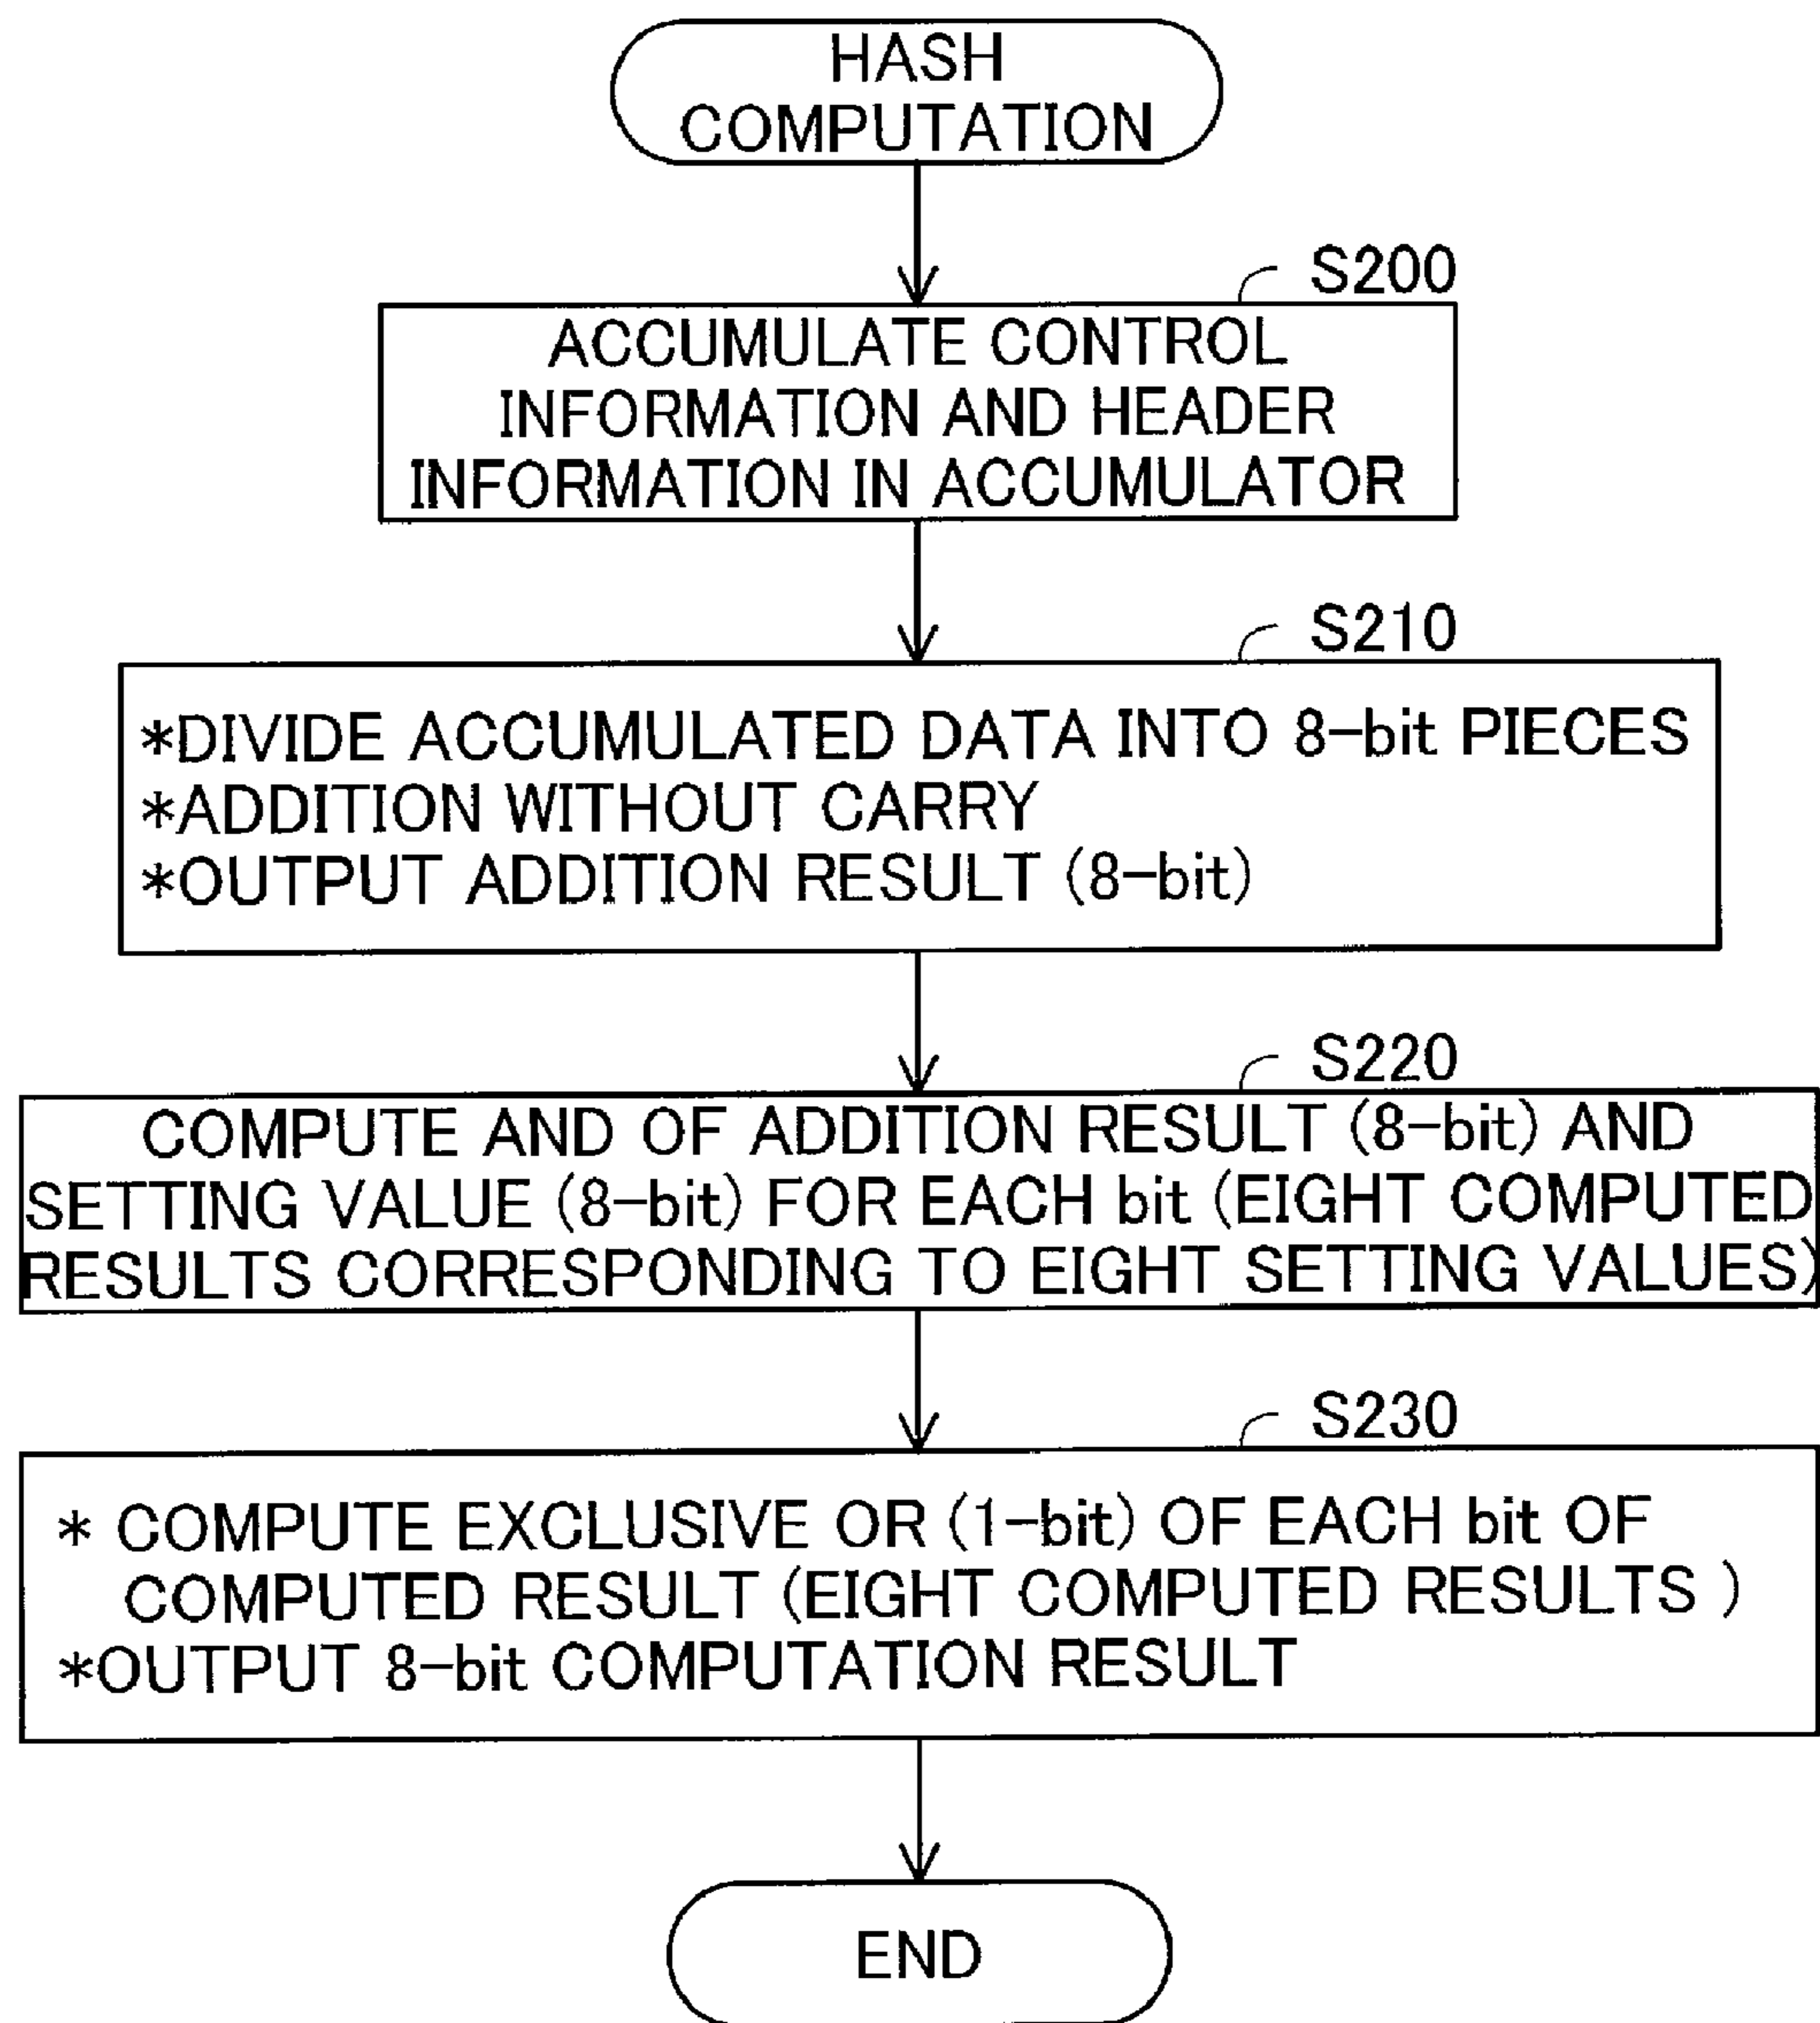 HASH
COMPUTATION
S200
ACCUMULATE CONTROL
INFORMATION AND HEADER
INFORMATION IN ACCUMULATOR
S210
*DIVIDE ACCUMULATED DATA INTO 8-bit PIECES
*ADDITION WITHOUT CARRY
*OUTPUT ADDITION RESULT (8-bit)
S220
COMPUTE AND OF ADDITION RESULT (8-bit) AND
SETTING VALUE (8-bit) FOR EACH bit (EIGHT COMPUTED
RESULTS CORRESPONDING TO EIGHT SETTING VALUES)
S230
* COMPUTE EXCLUSIVE OR (1-bit) OF EACH bit OF
COMPUTED RESULT (EIGHT COMPUTED RESULTS )
*OUTPUT 8-bit COMPUTATION RESULT
END